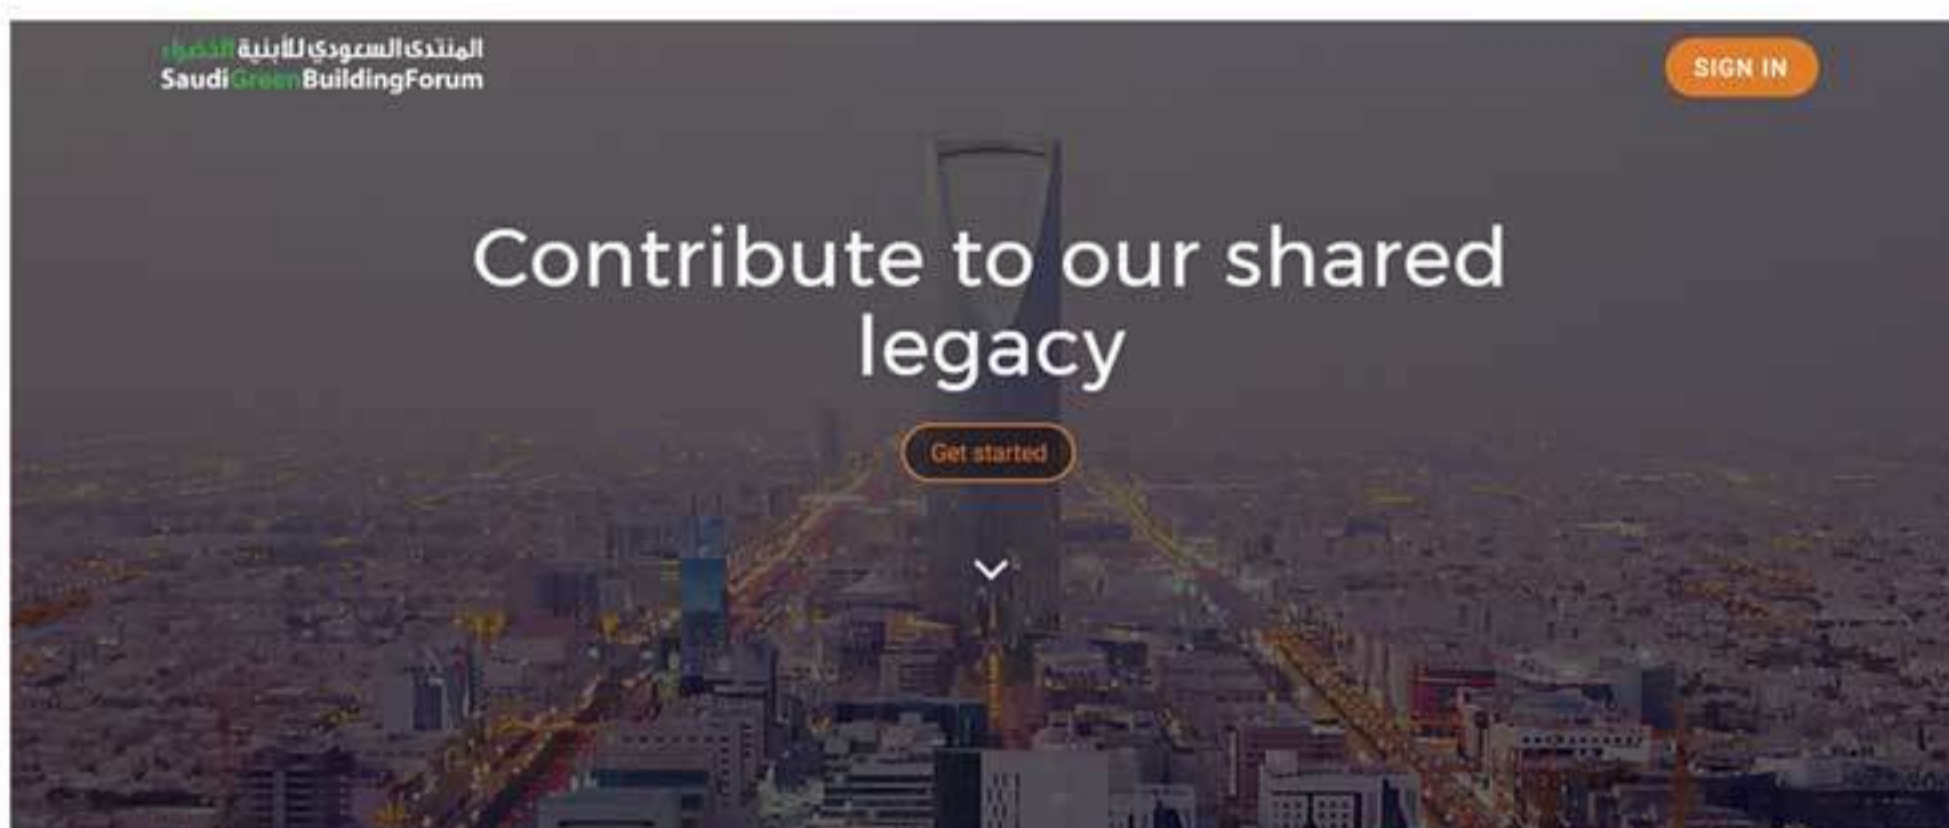 المنتدى السعودي للأبنية الخضراء
SaudiGreenBuildingForum
SIGN IN
Contribute to our shared
legacy
Get started